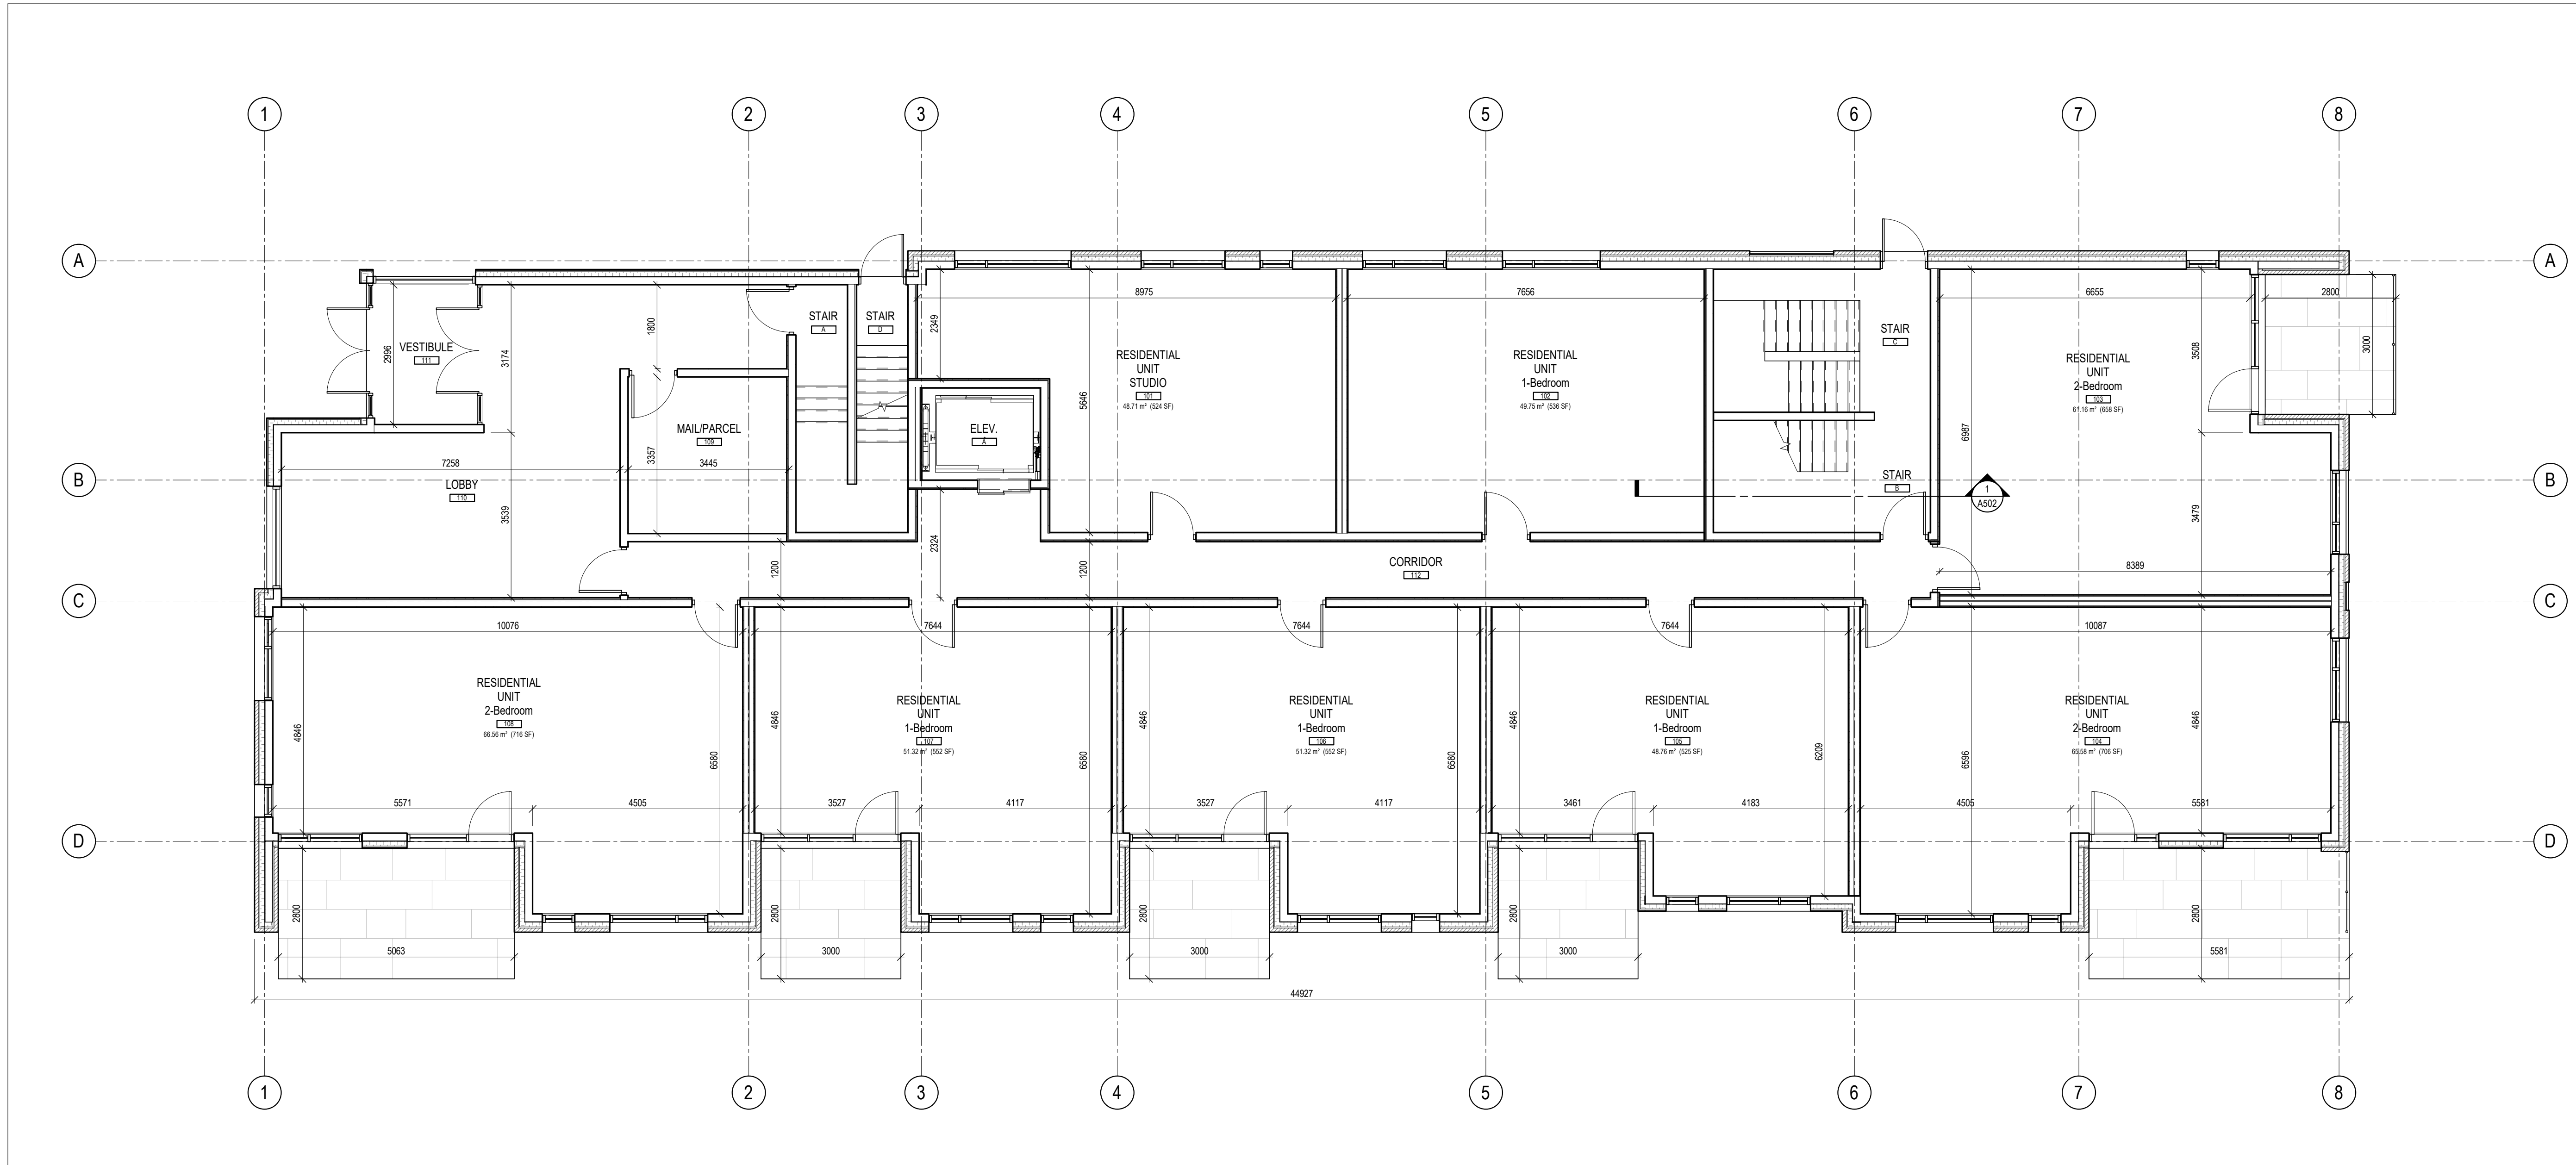 1
2
3
4
5
6
7
8
A
A
8975
7656
6655
2800
2349
1800
2996
3174
STAIR
A
STAIR
D
STAIR
C
VESTIBULE
111
3508
3000
RESIDENTIAL
UNIT
STUDIO
101
48.71 m² (524 SF)
RESIDENTIAL
UNIT
1-Bedroom
102
49.75 m² (536 SF)
RESIDENTIAL
UNIT
2-Bedroom
103
61.16 m² (658 SF)
5646
6987
MAIL/PARCEL
109
ELEV.
A
3357
7258
3445
B
B
LOBBY
110
STAIR
B
1
A502
3539
3479
2324
1200
1200
CORRIDOR
112
8389
C
C
10076
7644
7644
7644
10087
RESIDENTIAL
UNIT
2-Bedroom
108
66.56 m² (716 SF)
RESIDENTIAL
UNIT
1-Bedroom
107
51.32 m² (552 SF)
RESIDENTIAL
UNIT
1-Bedroom
106
51.32 m² (552 SF)
RESIDENTIAL
UNIT
1-Bedroom
105
48.76 m² (525 SF)
RESIDENTIAL
UNIT
2-Bedroom
104
65.58 m² (706 SF)
4846
4846
4846
4846
4846
6580
6580
6580
6209
6596
5571
4505
3527
4117
3527
4117
3461
4183
4505
5581
D
D
2800
2800
2800
2800
2800
5063
3000
3000
3000
5581
44927
1
2
3
4
5
6
7
8